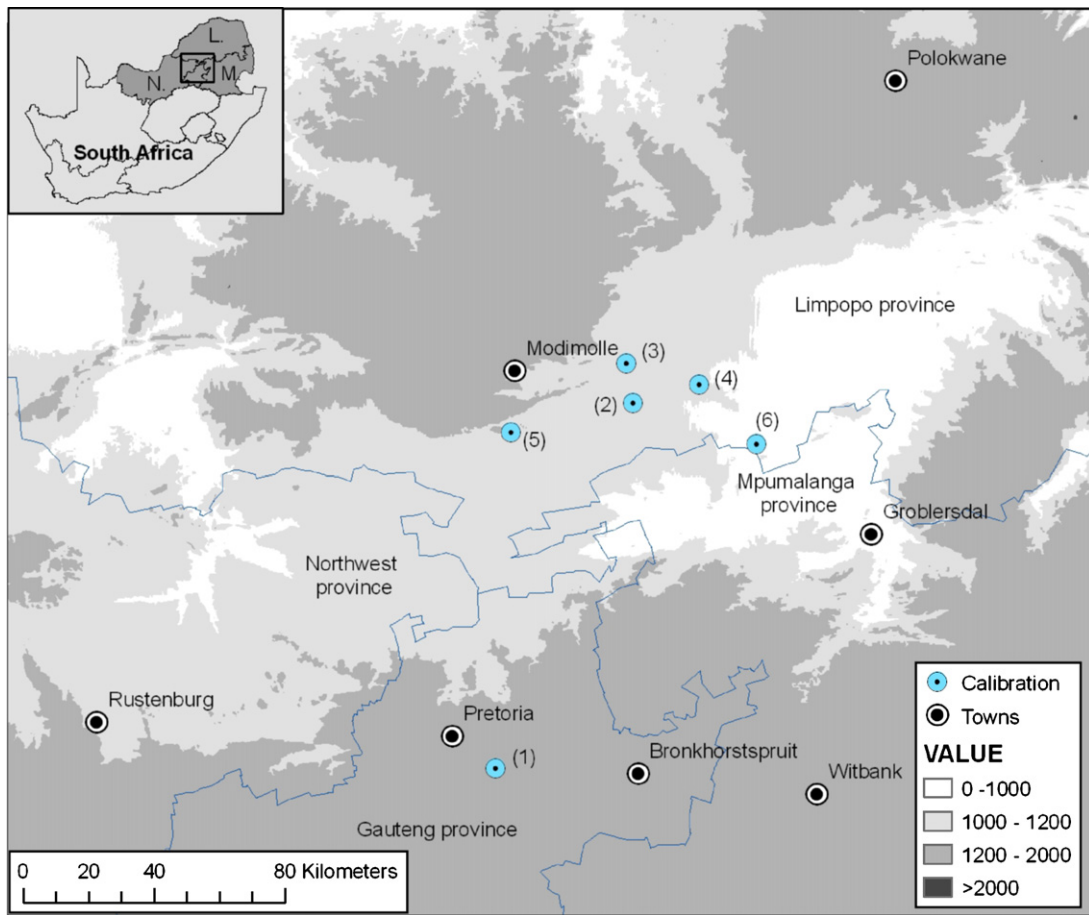 L.
N.
M.
South Africa
Polokwane
Limpopo province
Modimolle
(3)
(4)
(2)
(5)
(6)
Mpumalanga
province
Groblersdal
Northwest
province
Rustenburg
Pretoria
(1)
Bronkhorstspruit
Witbank
Gauteng province
Calibration
Towns
VALUE
0 -1000
1000 - 1200
1200 - 2000
>2000
0 20 40 80 Kilometers